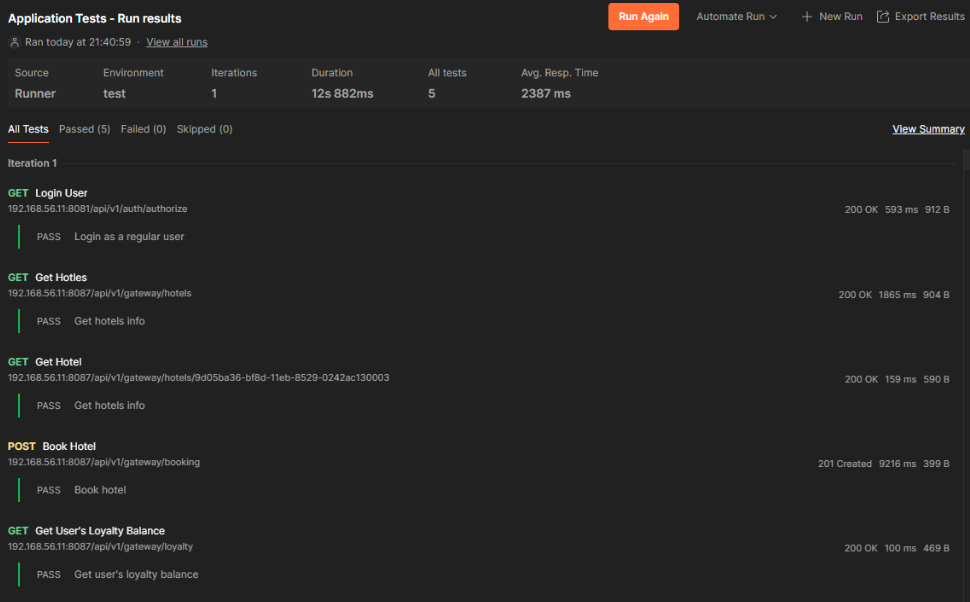 Application Tests - Run results
Run Again
Automate Run
New Run
Export Results
Ran today at 21:40:59 · View all runs
Source Environment Iterations Duration All tests Avg. Resp. Time
Runner test 1 12s 882ms 5 2387 ms
All Tests Passed (5) Failed (0) Skipped (0) View Summary
Iteration 1
GET Login User
192.168.56.11:8081/api/v1/auth/authorize 200 OK 593 ms 912 B
PASS Login as a regular user
GET Get Hotles
192.168.56.11:8087/api/v1/gateway/hotels 200 OK 1865 ms 904 B
PASS Get hotels info
GET Get Hotel
192.168.56.11:8087/api/v1/gateway/hotels/9d05ba36-bf8d-11eb-8529-0242ac130003 200 OK 159 ms 590 B
PASS Get hotels info
POST Book Hotel
192.168.56.11:8087/api/v1/gateway/booking 201 Created 9216 ms 399 B
PASS Book hotel
GET Get User's Loyalty Balance
192.168.56.11:8087/api/v1/gateway/loyalty 200 OK 100 ms 469 B
PASS Get user's loyalty balance